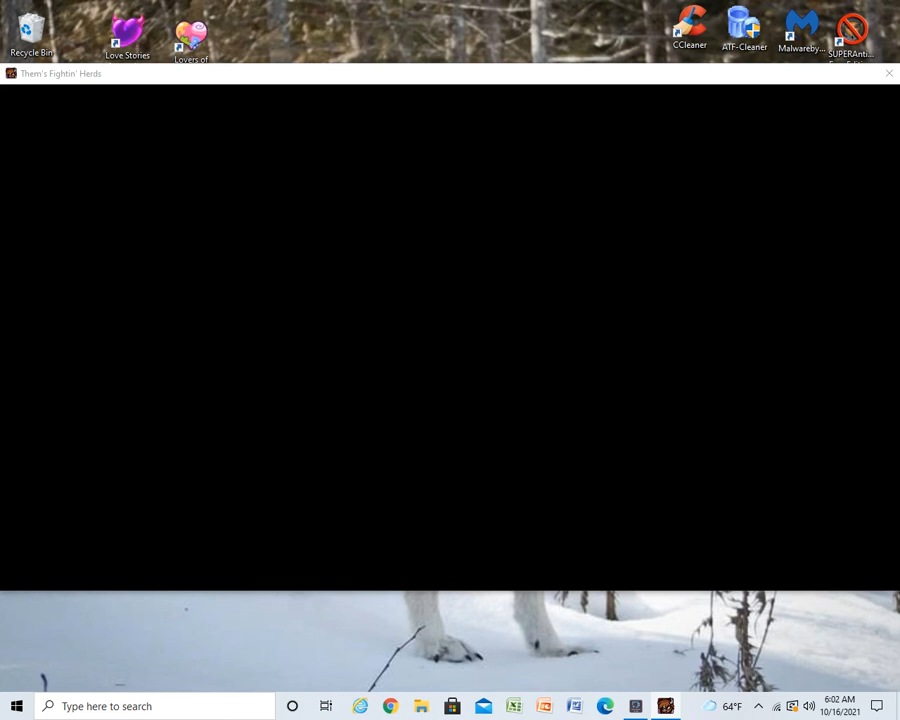 Recycle Bin
Love Stories
Lovers of
CCleaner
ATF-Cleaner
Malwareby...
SUPERAnti...
Them's Fightin' Herds
Type here to search
64°F
6:02 AM
10/16/2021